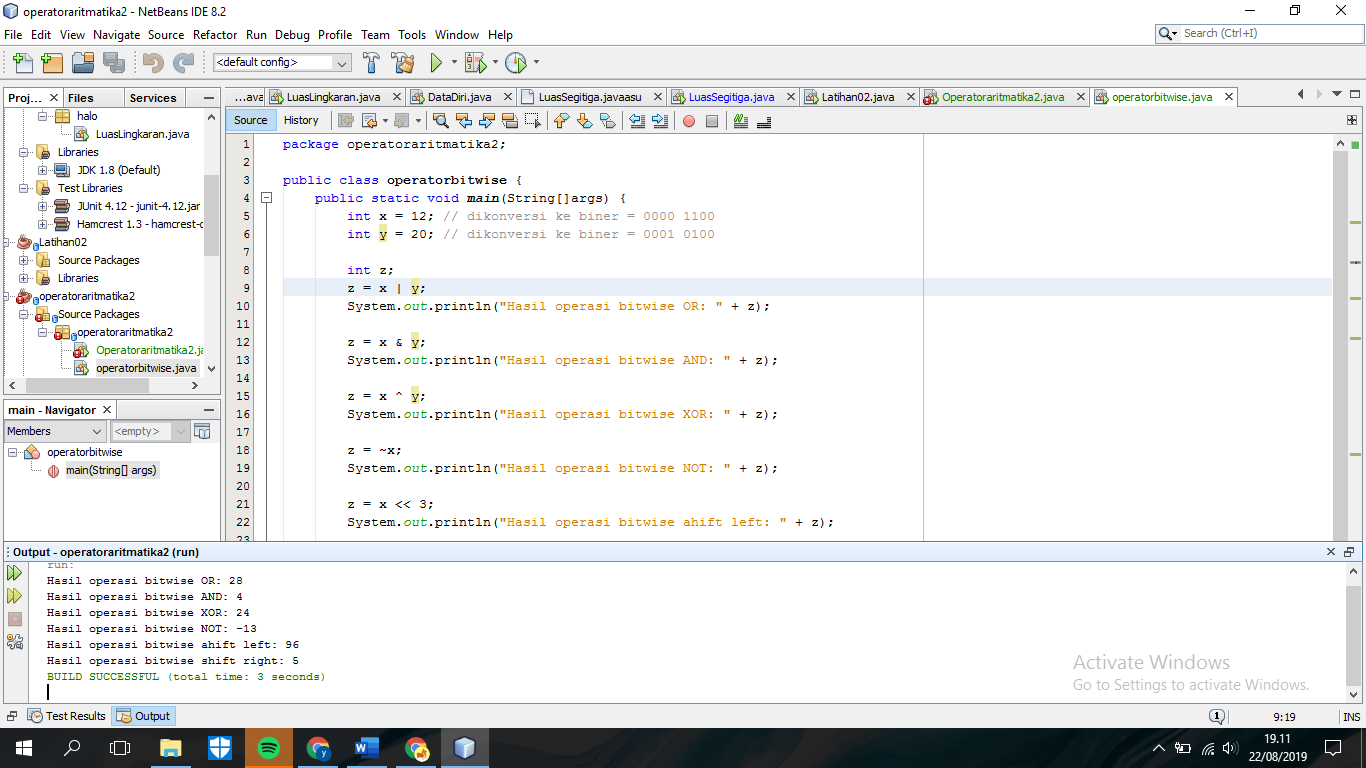 operatoraritmatika2 - NetBeans IDE 8.2
File Edit View Navigate Source Refactor Run Debug Profile Team Tools Window Help
Search (Ctrl+I)
<default config>
Proj... Files Services
halo
LuasLingkaran.java
Libraries
JDK 1.8 (Default)
Test Libraries
JUnit 4.12 - junit-4.12.jar
Hamcrest 1.3 - hamcrest-c
Latihan02
Source Packages
Libraries
operatoraritmatika2
Source Packages
operatoraritmatika2
Operatoraritmatika2.ja
operatorbitwise.java
main - Navigator
Members <empty>
operatorbitwise
main(String[] args)
...ava LuasLingkaran.java DataDiri.java LuasSegitiga.javaasu LuasSegitiga.java Latihan02.java Operatoraritmatika2.java operatorbitwise.java
Source History
1 package operatoraritmatika2;
2
3 public class operatorbitwise {
4 public static void main(String[]args) {
5 int x = 12; // dikonversi ke biner = 0000 1100
6 int y = 20; // dikonversi ke biner = 0001 0100
7
8 int z;
9 z = x | y;
10 System.out.println("Hasil operasi bitwise OR: " + z);
11
12 z = x & y;
13 System.out.println("Hasil operasi bitwise AND: " + z);
14
15 z = x ^ y;
16 System.out.println("Hasil operasi bitwise XOR: " + z);
17
18 z = ~x;
19 System.out.println("Hasil operasi bitwise NOT: " + z);
20
21 z = x << 3;
22 System.out.println("Hasil operasi bitwise ahift left: " + z);
23
Output - operatoraritmatika2 (run)
run:
Hasil operasi bitwise OR: 28
Hasil operasi bitwise AND: 4
Hasil operasi bitwise XOR: 24
Hasil operasi bitwise NOT: -13
Hasil operasi bitwise ahift left: 96
Hasil operasi bitwise shift right: 5
BUILD SUCCESSFUL (total time: 3 seconds)
Activate Windows
Go to Settings to activate Windows.
Test Results Output
1 9:19 INS
19.11
22/08/2019